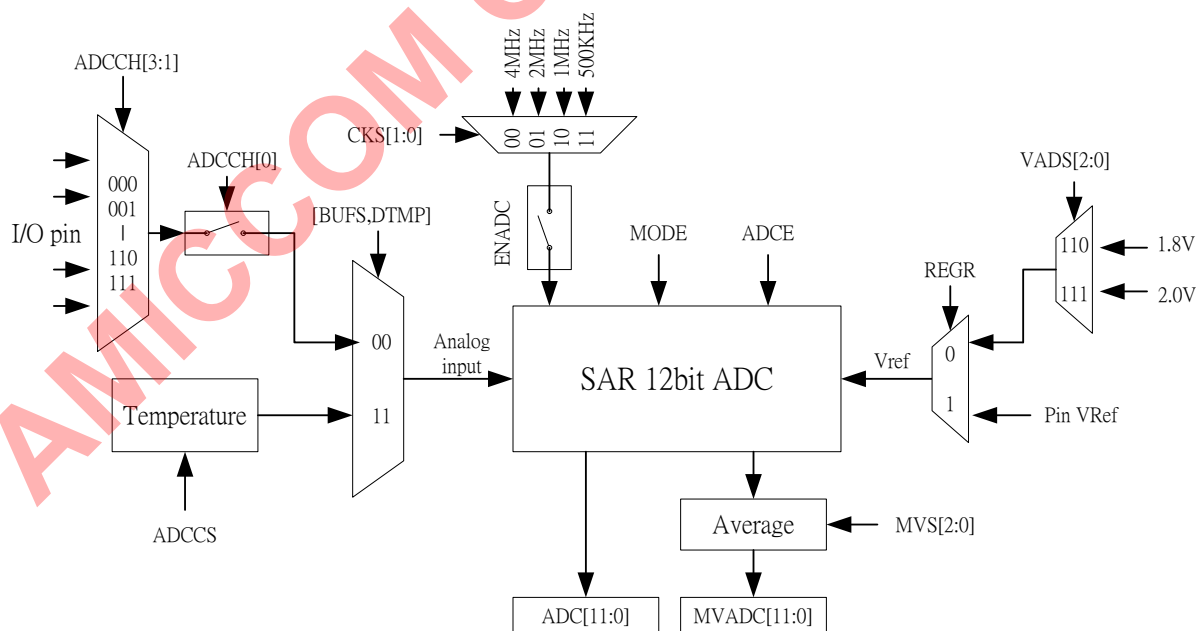 4MHz
2MHz
1MHz
500KHz
ADCCH[3:1]
CKS[1:0]
00
01
10
11
ADCCH[0]
VADS[2:0]
000
001
110
111
I/O pin
[BUFS,DTMP]
ENADC
MODE
ADCE
110
111
1.8V
2.0V
REGR
00
11
Analog
input
SAR 12bit ADC
Vref
0
1
Pin VRef
Temperature
ADCCS
Average
MVS[2:0]
ADC[11:0]
MVADC[11:0]
AMICCOM